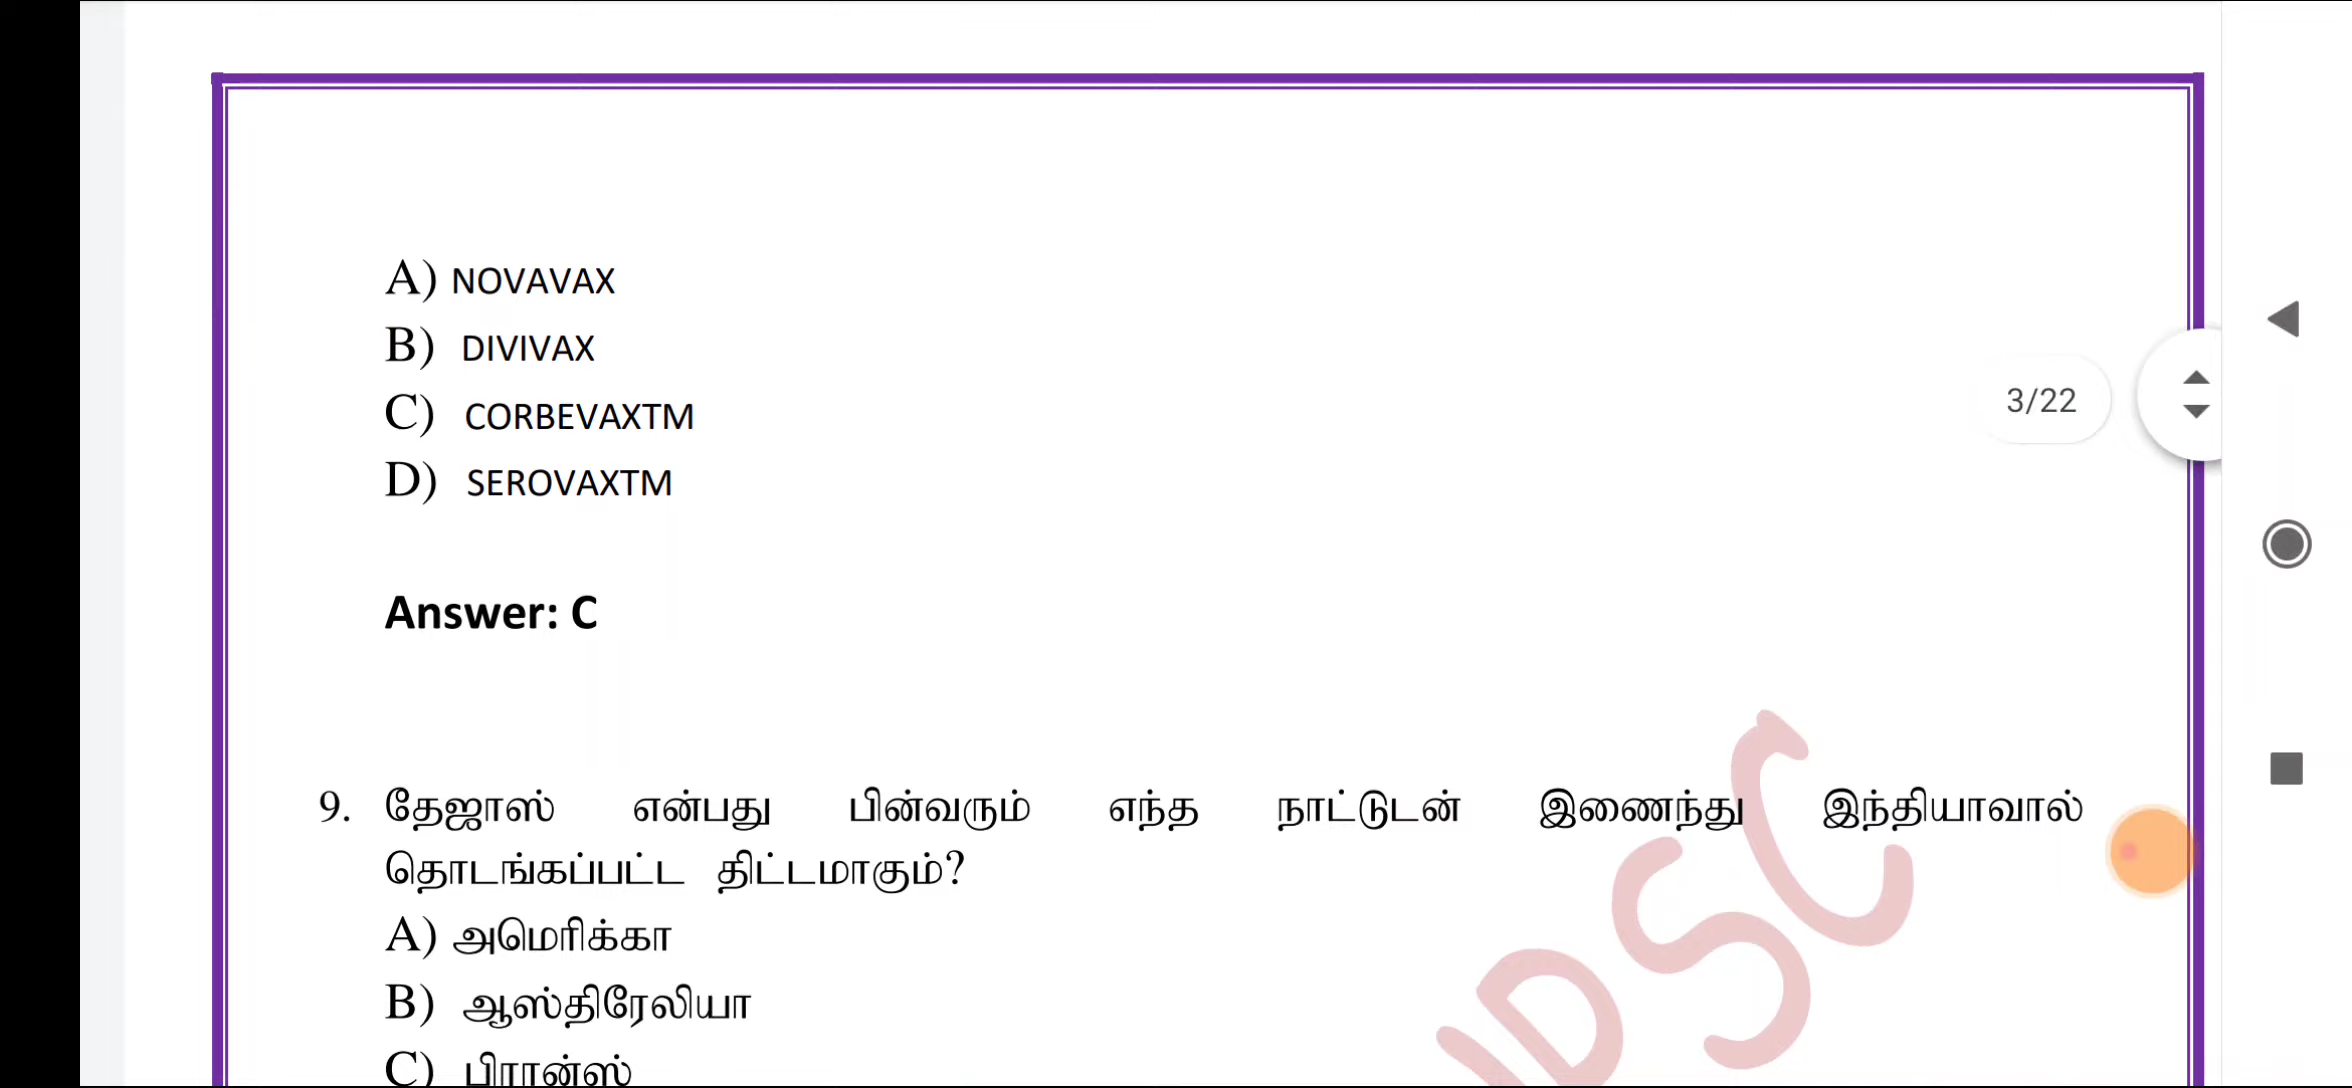 A) NOVAVAX
B) DIVIVAX
C) CORBEVAXTM
3/22
D) SEROVAXTM
Answer: C
9. தேஜாஸ் என்பது பின்வரும் எந்த நாட்டுடன் இணைந்து இந்தியாவால்
தொடங்கப்பட்ட திட்டமாகும்?
A) அமெரிக்கா
B) ஆஸ்திரேலியா
C) பிரான்ஸ்
DSC